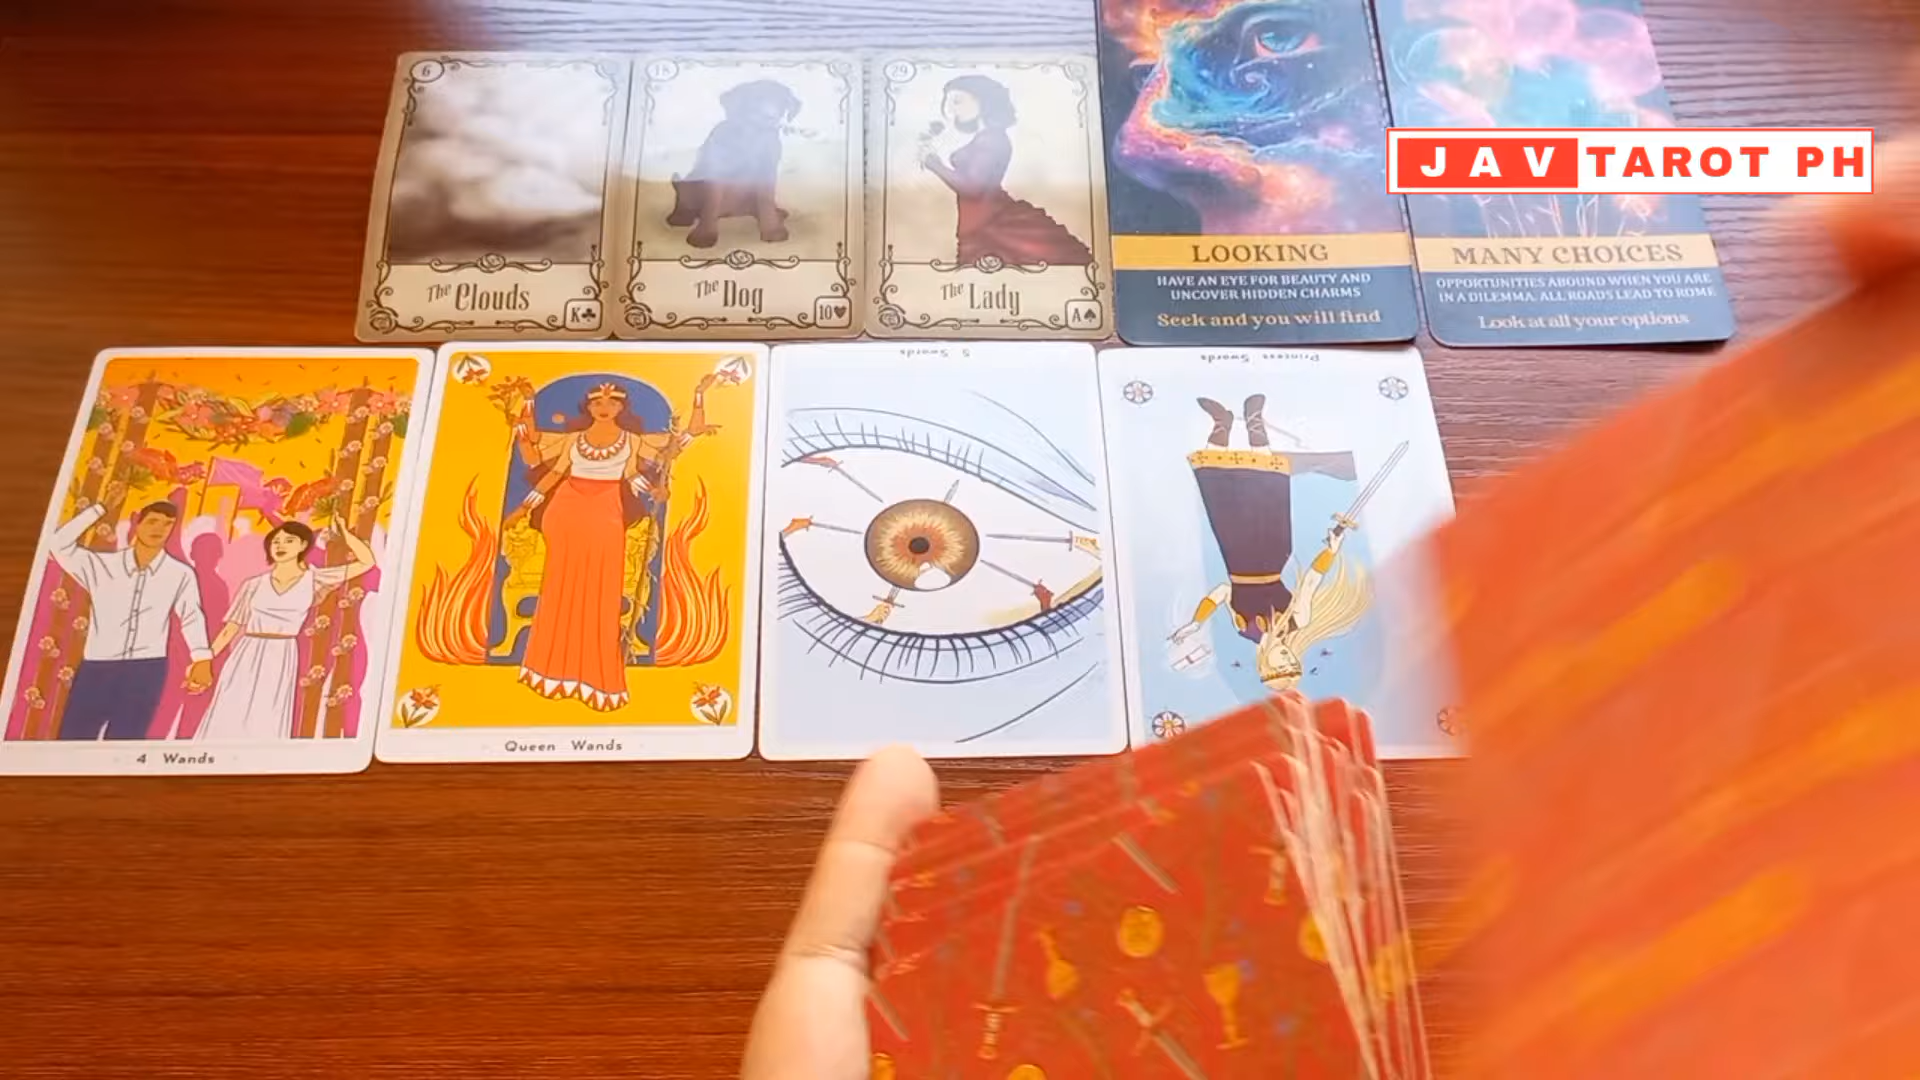 6
The Clouds
K♣
18
The Dog
10♥
29
The Lady
A♠
LOOKING
HAVE AN EYE FOR BEAUTY AND
UNCOVER HIDDEN CHARMS
Seek and you will find
JAV TAROT PH
MANY CHOICES
OPPORTUNITIES ABOUND WHEN YOU ARE
IN A DILEMMA. ALL ROADS LEAD TO ROME
Look at all your options
4 Wands
Queen Wands
5 Swords
Princess Swords